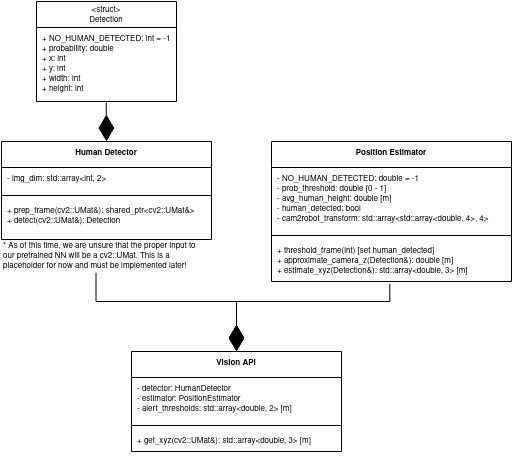 <struct>
Detection
+ NO_HUMAN_DETECTED: int = -1
+ probability: double
+ x: int
+ y: int
+ width: int
+ height: int
Human Detector
- img_dim: std::array<int, 2>
+ prep_frame(cv2::UMat&): shared_ptr<cv2::UMat&>
+ detect(cv2::UMat&): Detection
* As of this time, we are unsure that the proper input to
our pretrained NN will be a cv2::UMat. This is a
placeholder for now and must be implemented later!
Position Estimator
- NO_HUMAN_DETECTED: double = -1
- prob_threshold: double [0 - 1]
- avg_human_height: double [m]
- human_detected: bool
- cam2robot_transform: std::array<std::array<double, 4>, 4>
+ threshold_frame(int) [set human_detected]
+ approximate_camera_z(Detection&): double [m]
+ estimate_xyz(Detection&): std::array<double, 3> [m]
Vision API
- detector: HumanDetector
- estimator: PositionEstimator
- alert_thresholds: std::array<double, 2> [m]
+ get_xyz(cv2::UMat&): std::array<double, 3> [m]